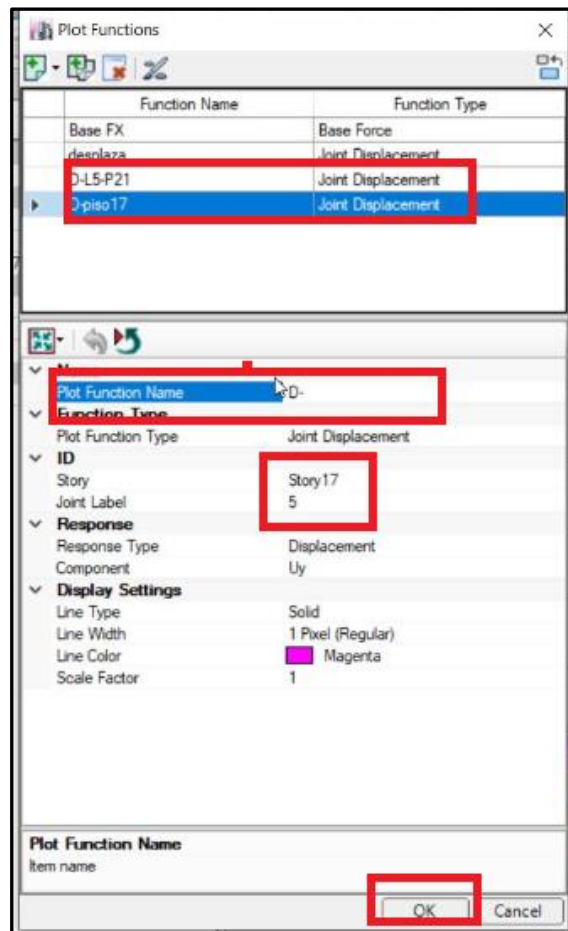 Plot Functions
Function Name Function Type
Base FX Base Force
desplaza Joint Displacement
D-L5-P21 Joint Displacement
D-piso17 Joint Displacement
Plot Function Name D-
Function Type
Plot Function Type Joint Displacement
ID
Story Story17
Joint Label 5
Response
Response Type Displacement
Component Uy
Display Settings
Line Type Solid
Line Width 1 Pixel (Regular)
Line Color Magenta
Scale Factor 1
Plot Function Name
Item name
OK Cancel